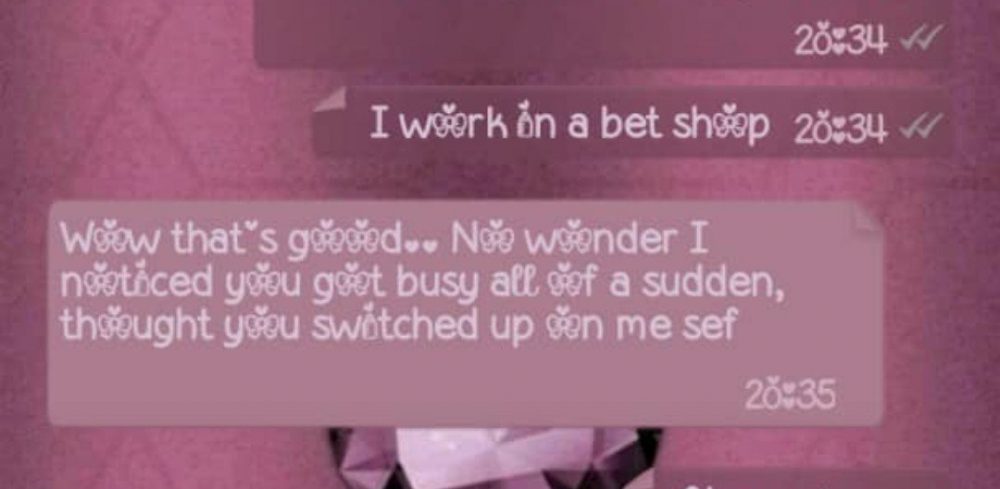 20:34
I work in a bet shop 20:34
Wow that's good.. No wonder I
noticed you got busy all of a sudden,
thought you switched up on me sef
20:35